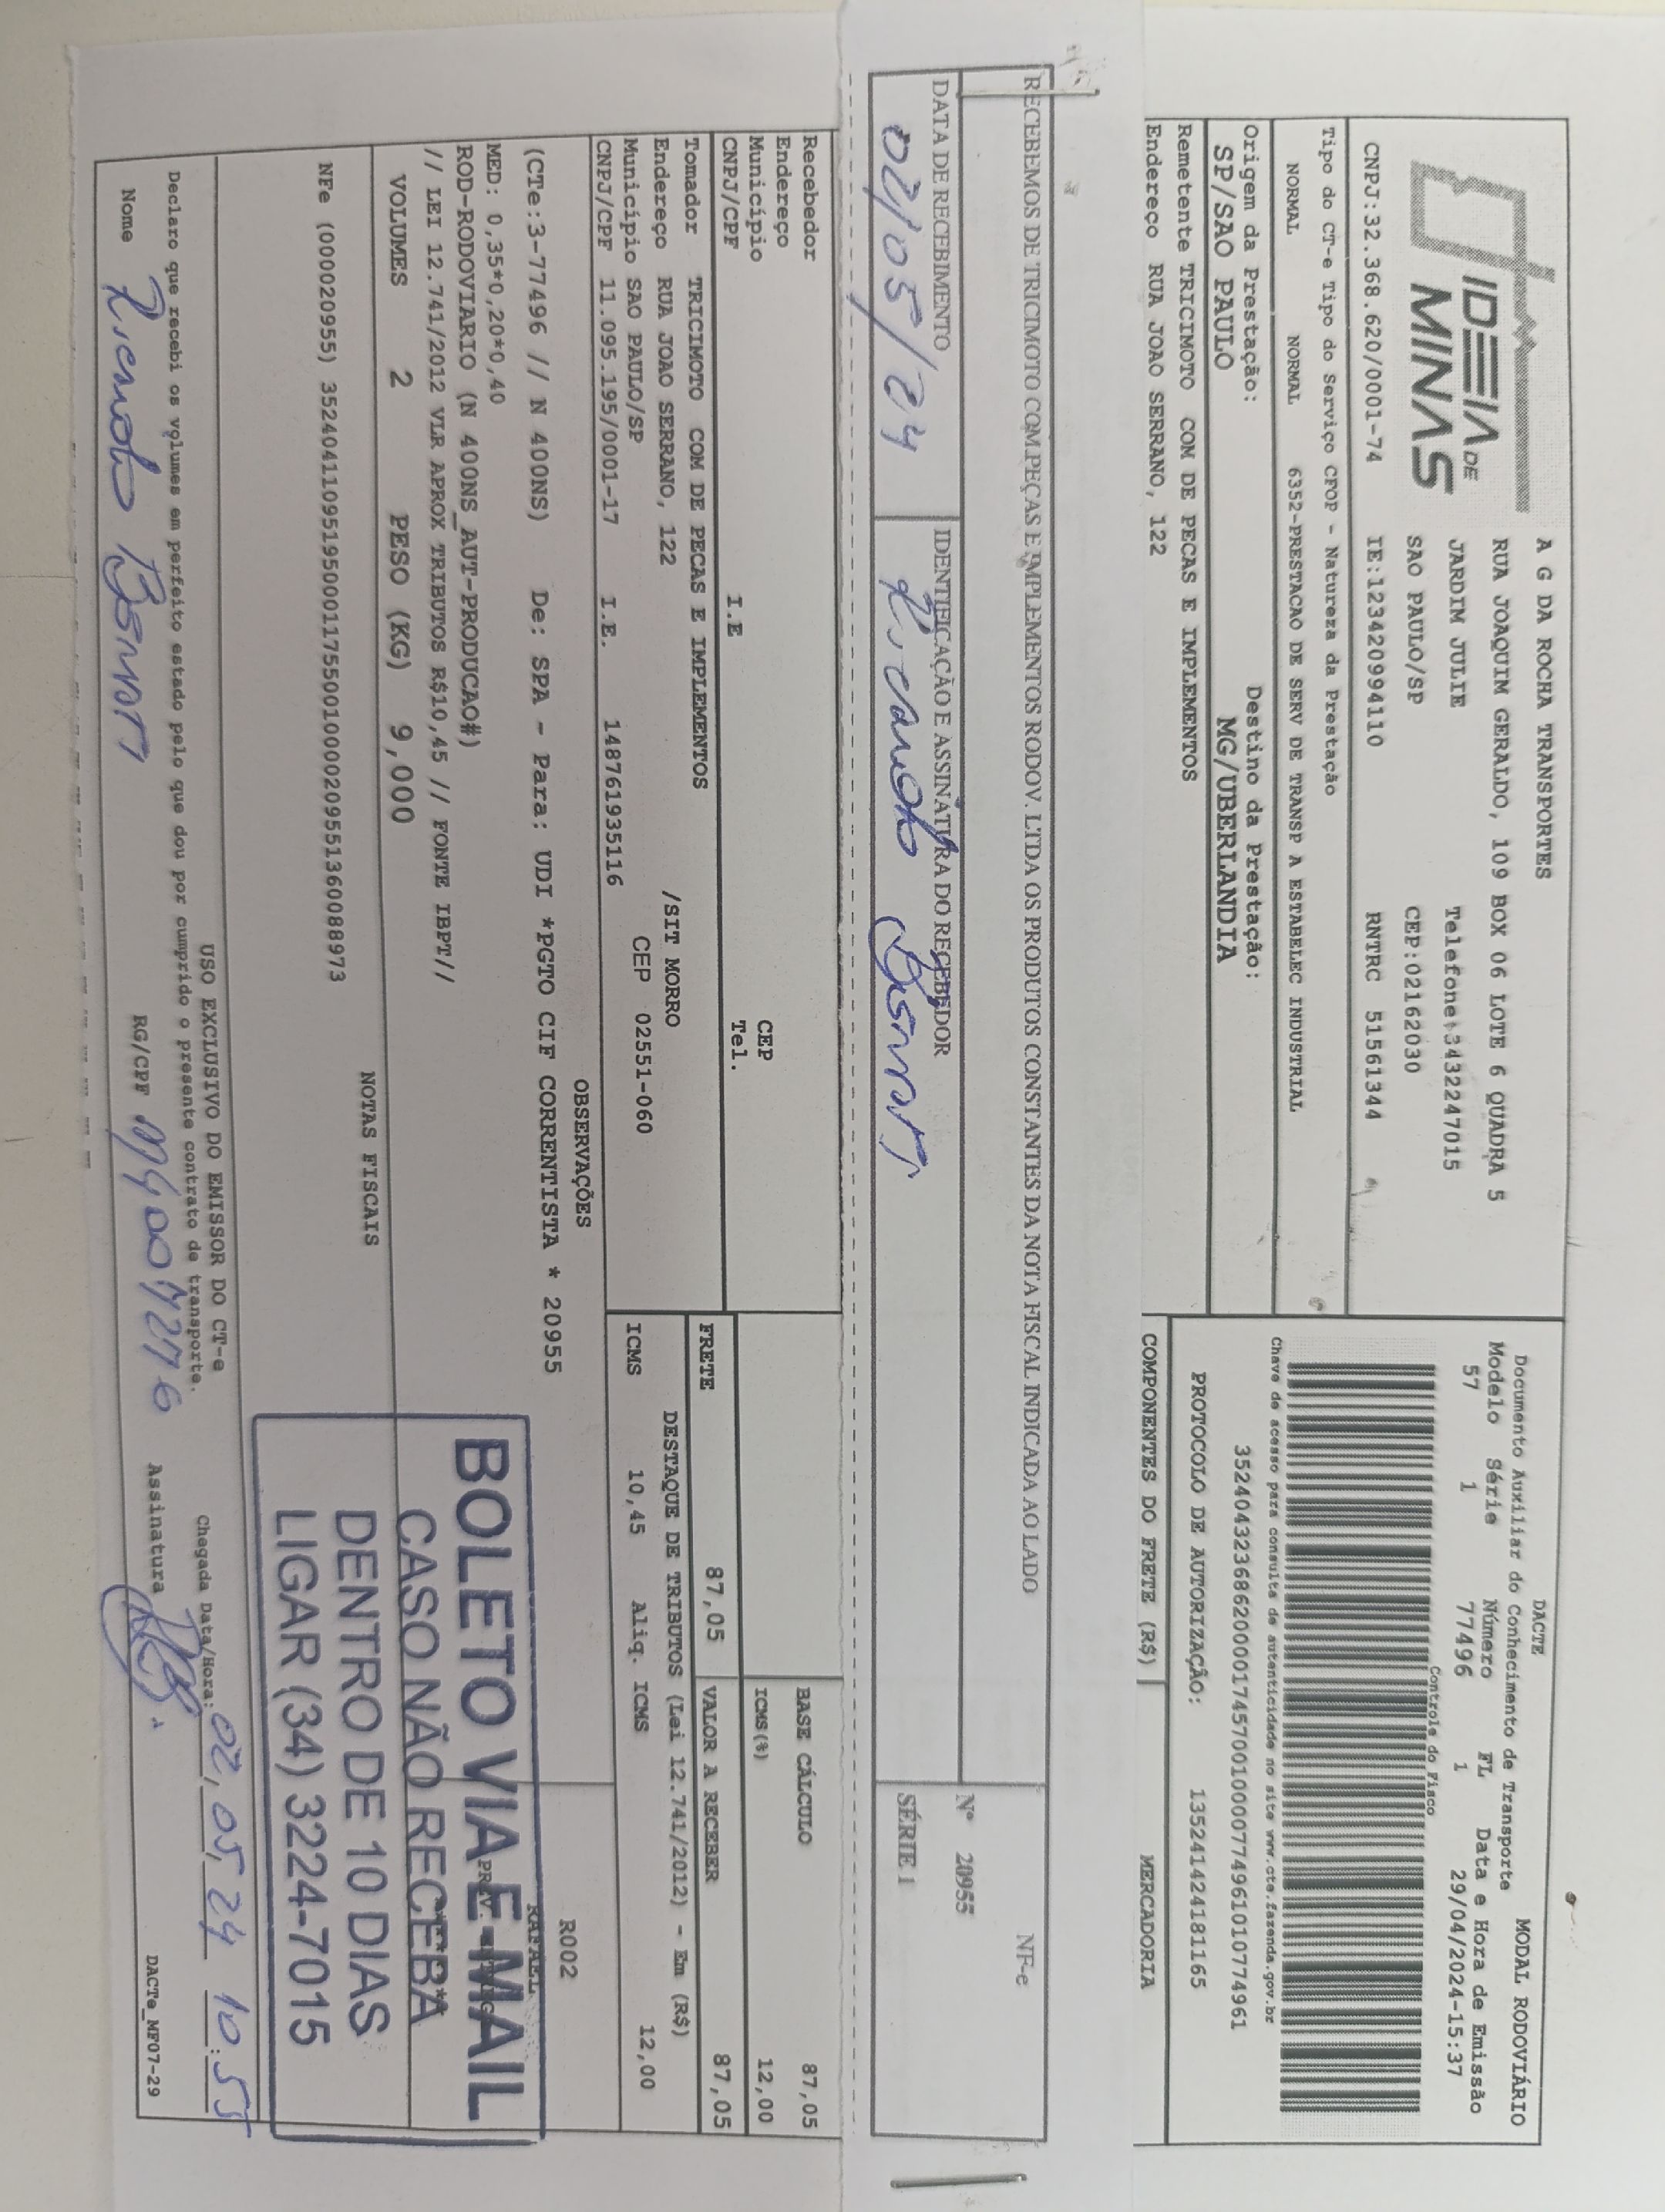 IDEIA DE
MINAS
A G DA ROCHA TRANSPORTES
RUA JOAQUIM GERALDO, 109 BOX 06 LOTE 6 QUADRA 5
JARDIM JULIE Telefone:3432247015
SAO PAULO/SP CEP:02162030
CNPJ:32.368.620/0001-74 IE:123420994110 RNTRC 51561344
Tipo do CT-e Tipo do Serviço CFOP - Natureza da Prestação
NORMAL NORMAL 6352-PRESTACAO DE SERV DE TRANSP A ESTABELEC INDUSTRIAL
Origem da Prestação: Destino da Prestação:
SP/SAO PAULO MG/UBERLANDIA
Remetente TRICIMOTO COM DE PECAS E IMPLEMENTOS
Endereço RUA JOAO SERRANO, 122
DACTE MODAL RODOVIÁRIO
Documento Auxiliar do Conhecimento de Transporte
Modelo Série Número FL Data e Hora de Emissão
57 1 77496 1 29/04/2024-15:37
Controle do Fisco
Chave de acesso para consulta de autenticidade no site www.cte.fazenda.gov.br
35240432368620000174570010000774961010774961
PROTOCOLO DE AUTORIZAÇÃO: 135241424181165
COMPONENTES DO FRETE (R$) MERCADORIA
RECEBEMOS DE TRICIMOTO COM PEÇAS E IMPLEMENTOS RODOV. LTDA OS PRODUTOS CONSTANTES DA NOTA FISCAL INDICADA AO LADO
NF-e
Nº 20955
SÉRIE 1
DATA DE RECEBIMENTO IDENTIFICAÇÃO E ASSINATURA DO RECEBEDOR
02/05/24 Ricardo
Recebedor
Endereço
Município CEP
CNPJ/CPF I.E Tel.
BASE CÁLCULO 87,05
ICMS(%) 12,00
FRETE 87,05 VALOR A RECEBER 87,05
Tomador TRICIMOTO COM DE PECAS E IMPLEMENTOS
Endereço RUA JOAO SERRANO, 122 /SIT MORRO
Município SAO PAULO/SP CEP 02551-060
CNPJ/CPF 11.095.195/0001-17 I.E. 148761935116
DESTAQUE DE TRIBUTOS (Lei 12.741/2012) - Em (R$)
ICMS 10,45 Aliq. ICMS 12,00
OBSERVAÇÕES
R002
(CTe:3-77496 // N 400NS) De: SPA - Para: UDI *PGTO CIF CORRENTISTA * 20955
RAFAEL
MED: 0,35*0,20*0,40
ROD-RODOVIARIO (N 400NS_AUT-PRODUCAO#)
// LEI 12.741/2012 VLR APROX TRIBUTOS R$10,45 // FONTE IBPT//
VOLUMES 2 PESO (KG) 9,000
NOTAS FISCAIS
NFe (000020955) 35240411095195000117550010000209551360088973
BOLETO VIA E-MAIL
CASO NÃO RECEBA
DENTRO DE 10 DIAS
LIGAR (34) 3224-7015
USO EXCLUSIVO DO EMISSOR DO CT-e
Declaro que recebi os volumes em perfeito estado pelo que dou por cumprido o presente contrato de transporte.
Chegada Data/Hora: 02, 05, 24 10:55
Nome Ricardo RG/CPF Assinatura
DACTe_MF07-29